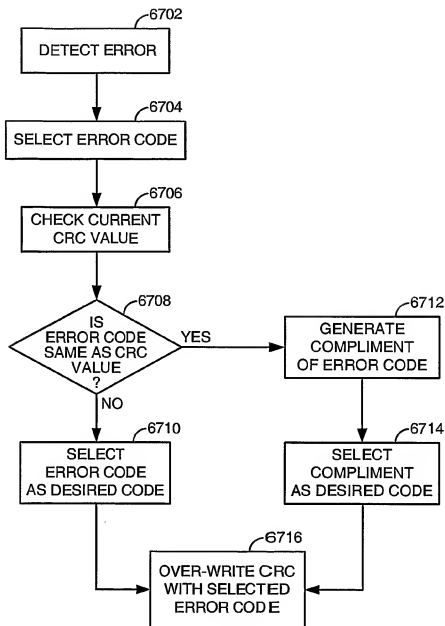 6702
DETECT ERROR
6704
SELECT ERROR CODE
6706
CHECK CURRENT
CRC VALUE
6708
IS
ERROR CODE
SAME AS CRC
VALUE
?
YES
NO
6712
GENERATE
COMPLIMENT
OF ERROR CODE
6710
SELECT
ERROR CODE
AS DESIRED CODE
6714
SELECT
COMPLIMENT
AS DESIRED CODE
6716
OVER-WRITE CRC
WITH SELECTED
ERROR CODE